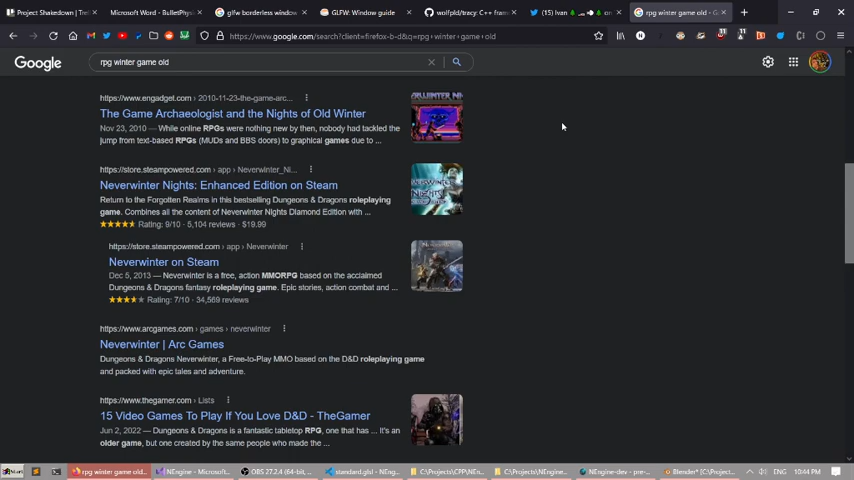 Project Shakedown | Trel
Microsoft Word - BulletPhys
glfw borderless window
GLFW: Window guide
wolfpld/tracy: C++ fram
(15) Ivan
on
rpg winter game old - G
https://www.google.com/search?client=firefox-b-d&q=rpg+winter+game+old
Google
rpg winter game old
https://www.engadget.com › 2010-11-23-the-game-arc...
The Game Archaeologist and the Nights of Old Winter
Nov 23, 2010 — While online RPGs were nothing new by then, nobody had tackled the
jump from text-based RPGs (MUDs and BBS doors) to graphical games due to ...
https://store.steampowered.com › app › Neverwinter_Ni...
Neverwinter Nights: Enhanced Edition on Steam
Return to the Forgotten Realms in this bestselling Dungeons & Dragons roleplaying
game. Combines all the content of Neverwinter Nights Diamond Edition with ...
Rating: 9/10 · 5,104 reviews · $19.99
https://store.steampowered.com › app › Neverwinter
Neverwinter on Steam
Dec 5, 2013 — Neverwinter is a free, action MMORPG based on the acclaimed
Dungeons & Dragons fantasy roleplaying game. Epic stories, action combat and ...
Rating: 7/10 · 34,569 reviews
https://www.arcgames.com › games › neverwinter
Neverwinter | Arc Games
Dungeons & Dragons Neverwinter, a Free-to-Play MMO based on the D&D roleplaying game
and packed with epic tales and adventure.
https://www.thegamer.com › Lists
15 Video Games To Play If You Love D&D - TheGamer
Jun 2, 2022 — Dungeons & Dragons is a fantastic tabletop RPG, one that has ... It's an
older game, but one created by the same people who made the ...
Start
rpg winter game old...
NEngine - Microsoft...
OBS 27.2.4 (64-bit, ...
standard.glsl - NEng...
C:\Projects\CPP\NEn...
C:\Projects\NEngine...
NEngine-dev - pre-...
Blender* [C:\Project...
ENG
10:44 PM